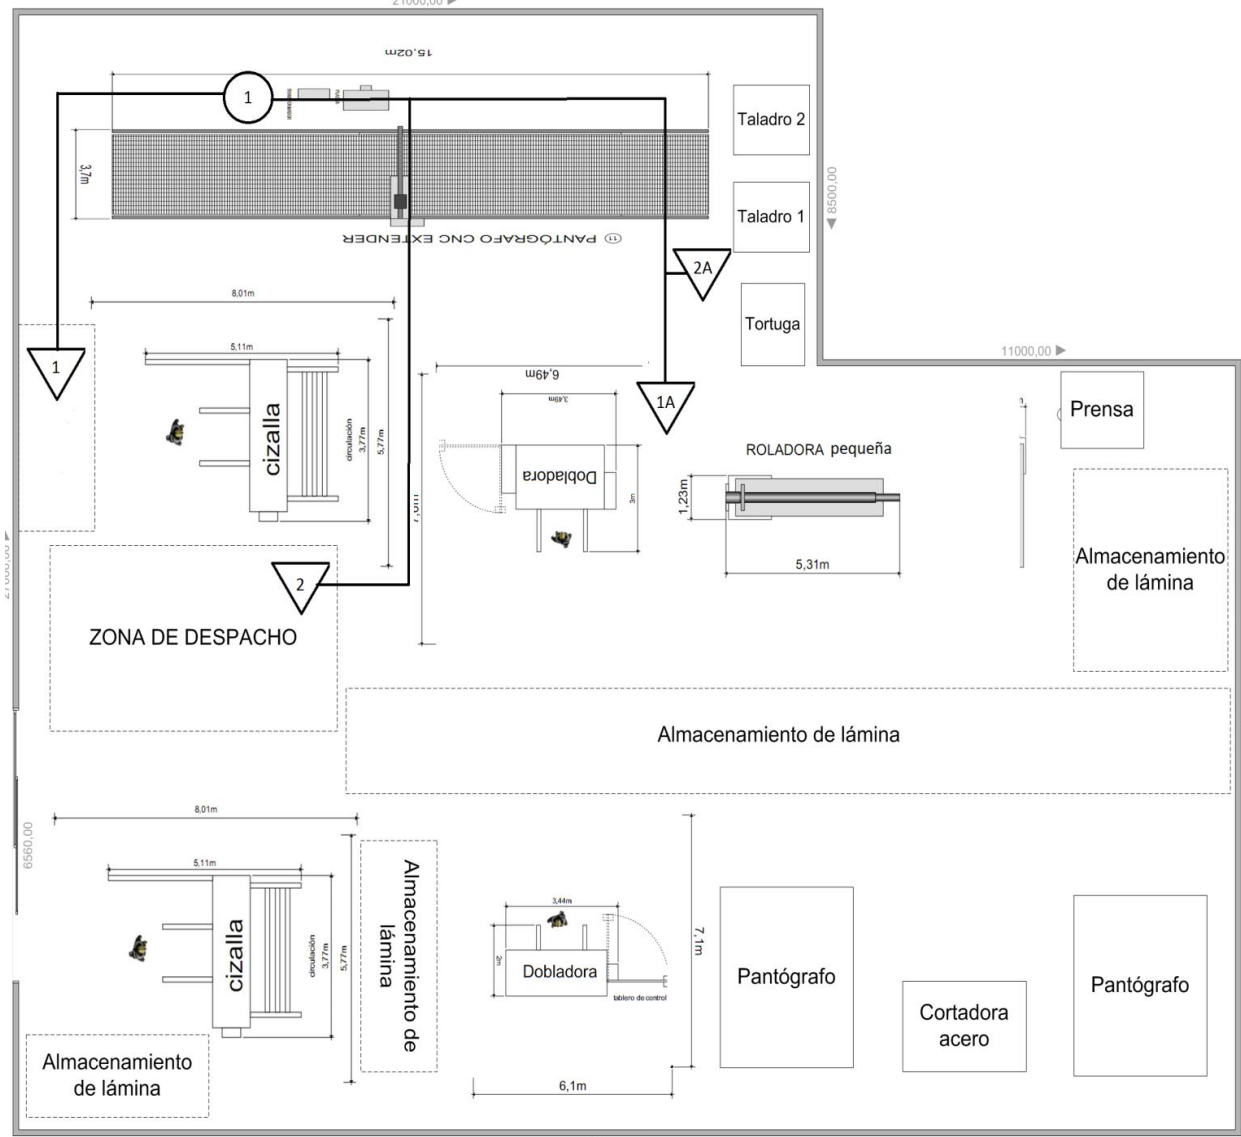 21000,00
15,02m
1
Taladro 2
3,7m
8500,00
Taladro 1
⑪ PANTÓGRAFO CNC EXTENDER
2A
8,01m
Tortuga
5,11m
11000,00
1
6,49m
3,49m
1A
Prensa
cizalla
circulación
3,77m
5,77m
ROLADORA pequeña
Dobladora
3m
1,23m
5,31m
Almacenamiento
de lámina
27000,00
2
ZONA DE DESPACHO
Almacenamiento de lámina
8,01m
6560,00
5,11m
cizalla
circulación
3,77m
5,77m
Almacenamiento de
lámina
3,44m
2m
Dobladora
tablero de control
7,1m
Pantógrafo
Cortadora
acero
Pantógrafo
Almacenamiento
de lámina
6,1m